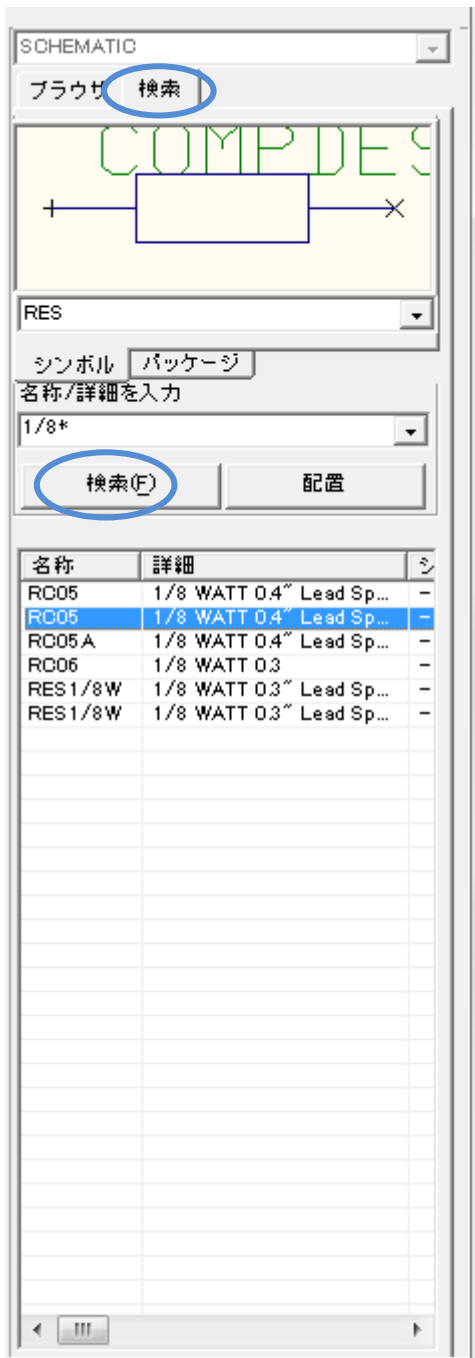 SCHEMATIC
ブラウザ 検索
COMPDES
RES
シンボル パッケージ
名称/詳細を入力
1/8*
検索(F) 配置
名称 詳細 シ
RC05 1/8 WATT 0.4″ Lead Sp... -
RC05 1/8 WATT 0.4″ Lead Sp... -
RC05A 1/8 WATT 0.4″ Lead Sp... -
RC06 1/8 WATT 0.3 -
RES1/8W 1/8 WATT 0.3″ Lead Sp... -
RES1/8W 1/8 WATT 0.3″ Lead Sp... -